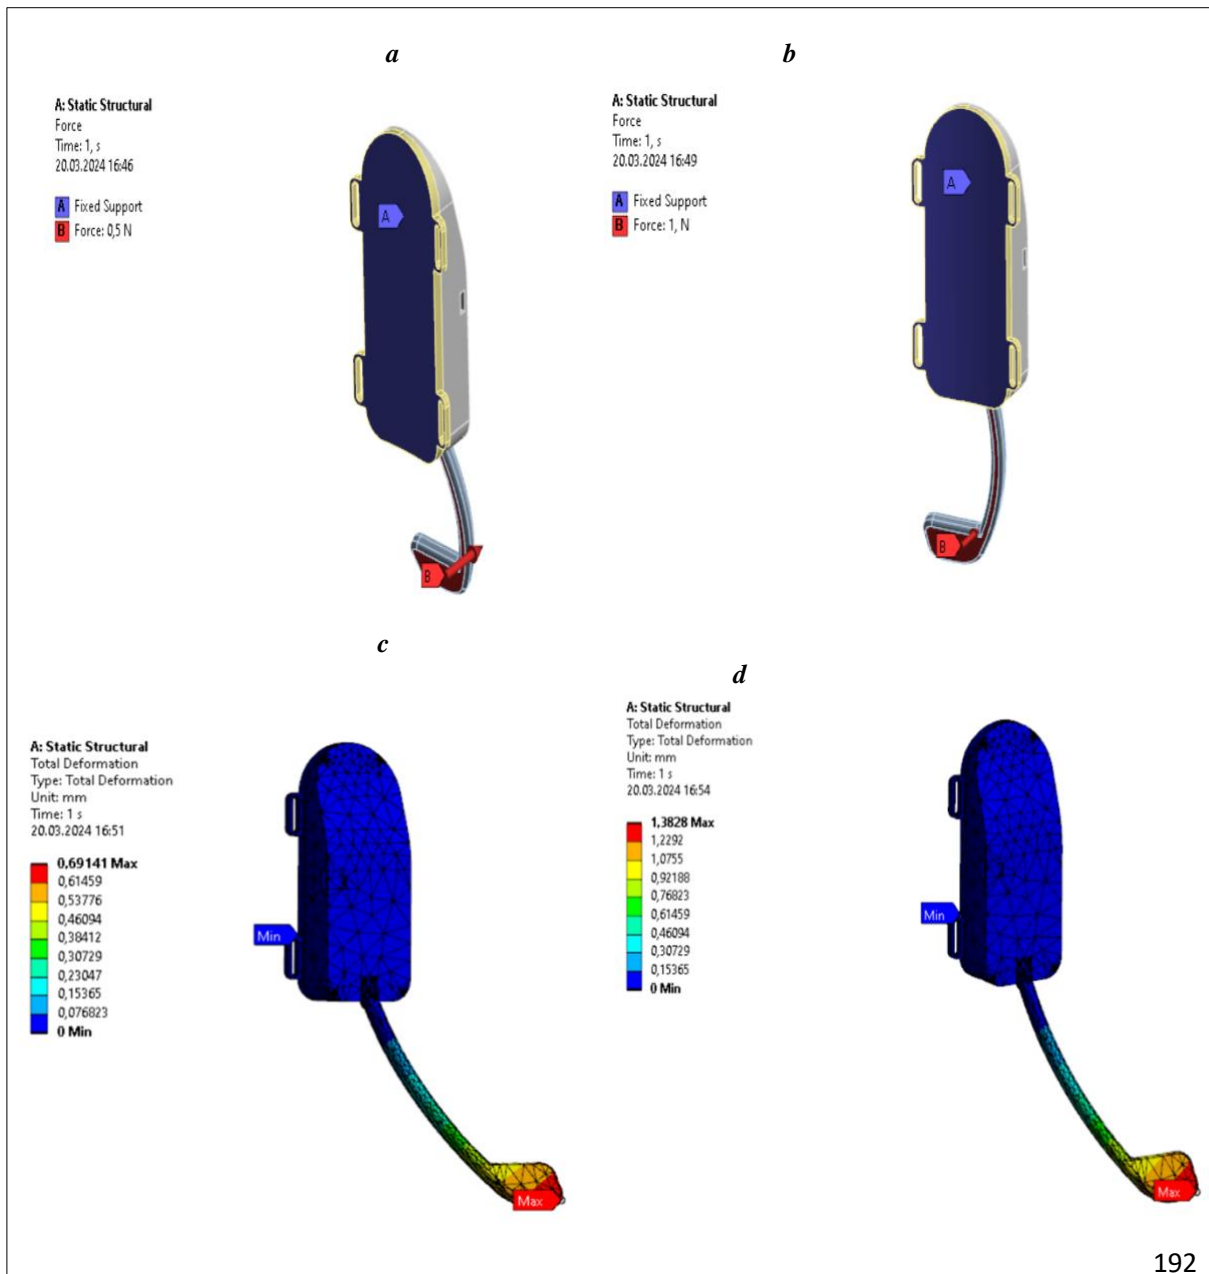 a
A: Static Structural
Force
Time: 1, s
20.03.2024 16:46
A Fixed Support
B Force: 0,5 N
A
B
b
A: Static Structural
Force
Time: 1, s
20.03.2024 16:49
A Fixed Support
B Force: 1, N
A
B
c
A: Static Structural
Total Deformation
Type: Total Deformation
Unit: mm
Time: 1 s
20.03.2024 16:51
0,69141 Max
0,61459
0,53776
0,46094
0,38412
0,30729
0,23047
0,15365
0,076823
0 Min
Min
Max
d
A: Static Structural
Total Deformation
Type: Total Deformation
Unit: mm
Time: 1 s
20.03.2024 16:54
1,3828 Max
1,2292
1,0755
0,92188
0,76823
0,61459
0,46094
0,30729
0,15365
0 Min
Min
Max
192